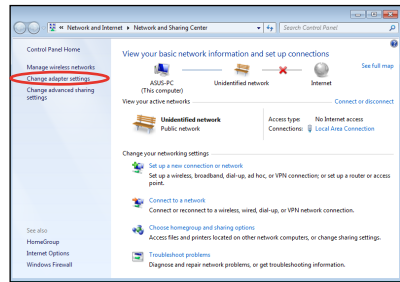 Network and Internet ▸ Network and Sharing Center
Search Control Panel
Control Panel Home
Manage wireless networks
Change adapter settings
Change advanced sharing
settings
See also
HomeGroup
Internet Options
Windows Firewall
View your basic network information and set up connections
See full map
ASUS-PC
(This computer)
Unidentified network
Internet
View your active networks
Connect or disconnect
Unidentified network
Public network
Access type: No Internet access
Connections: Local Area Connection
Change your networking settings
Set up a new connection or network
Set up a wireless, broadband, dial-up, ad hoc, or VPN connection; or set up a router or access
point.
Connect to a network
Connect or reconnect to a wireless, wired, dial-up, or VPN network connection.
Choose homegroup and sharing options
Access files and printers located on other network computers, or change sharing settings.
Troubleshoot problems
Diagnose and repair network problems, or get troubleshooting information.